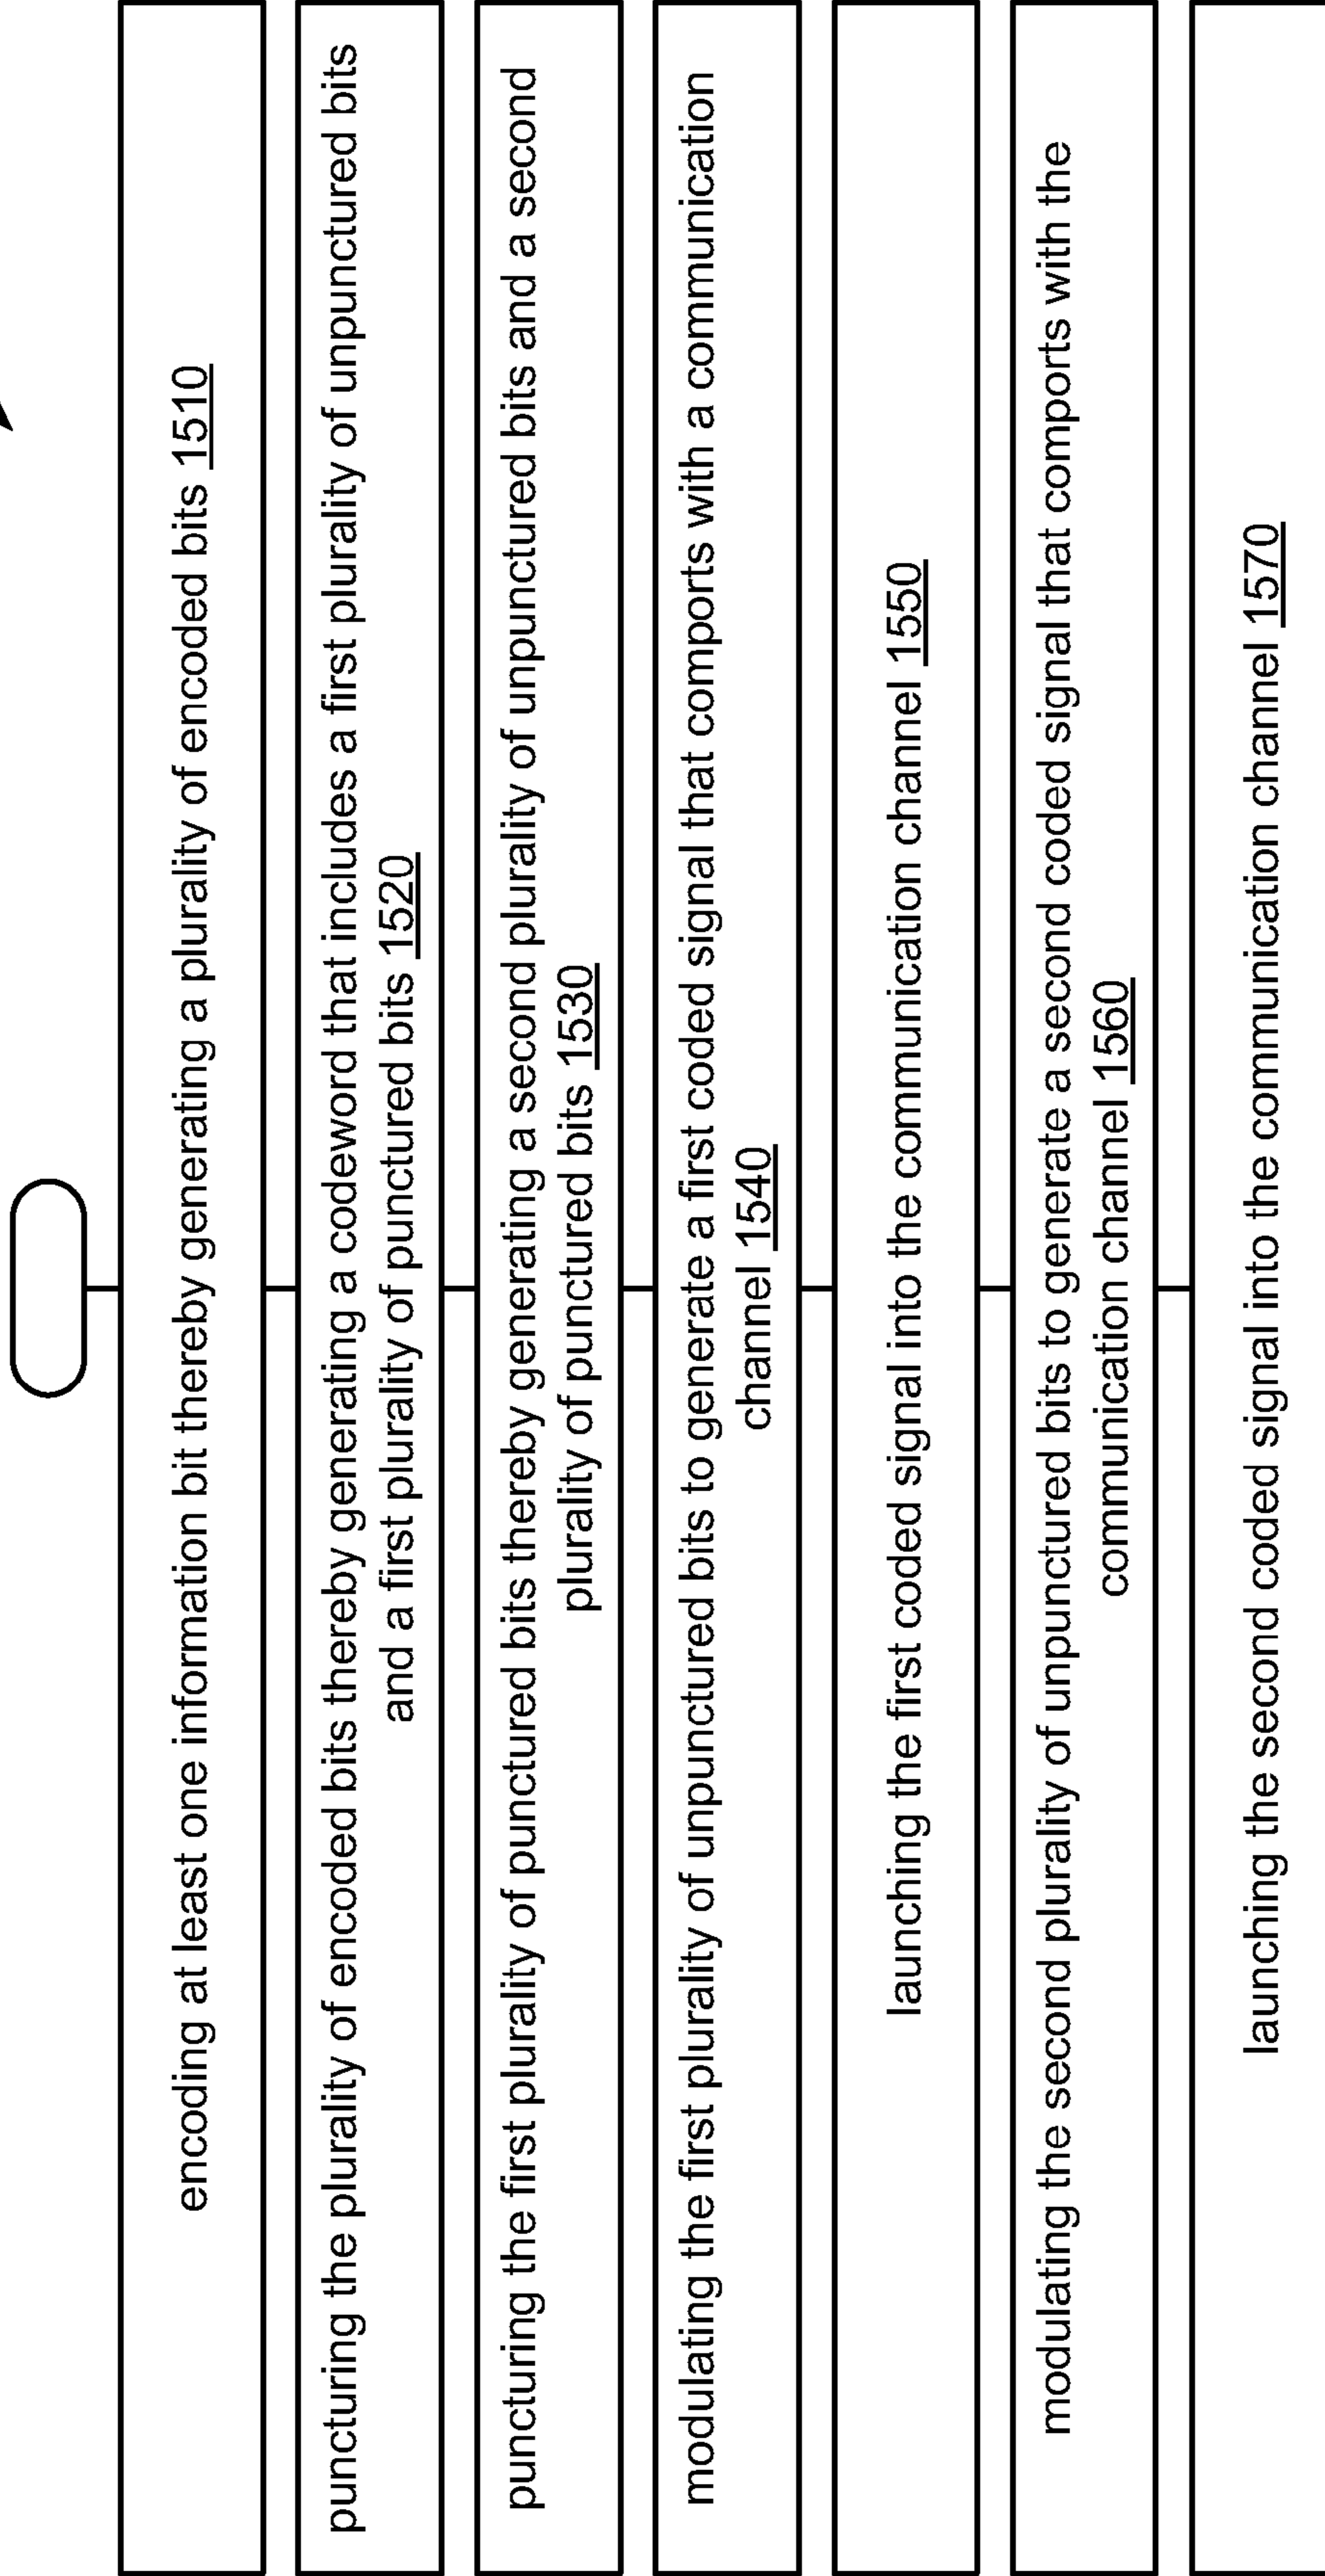 encoding at least one information bit thereby generating a plurality of encoded bits 1510
puncturing the plurality of encoded bits thereby generating a codeword that includes a first plurality of unpunctured bits
and a first plurality of punctured bits 1520
puncturing the first plurality of punctured bits thereby generating a second plurality of unpunctured bits and a second
plurality of punctured bits 1530
modulating the first plurality of unpunctured bits to generate a first coded signal that comports with a communication
channel 1540
launching the first coded signal into the communication channel 1550
modulating the second plurality of unpunctured bits to generate a second coded signal that comports with the
communication channel 1560
launching the second coded signal into the communication channel 1570